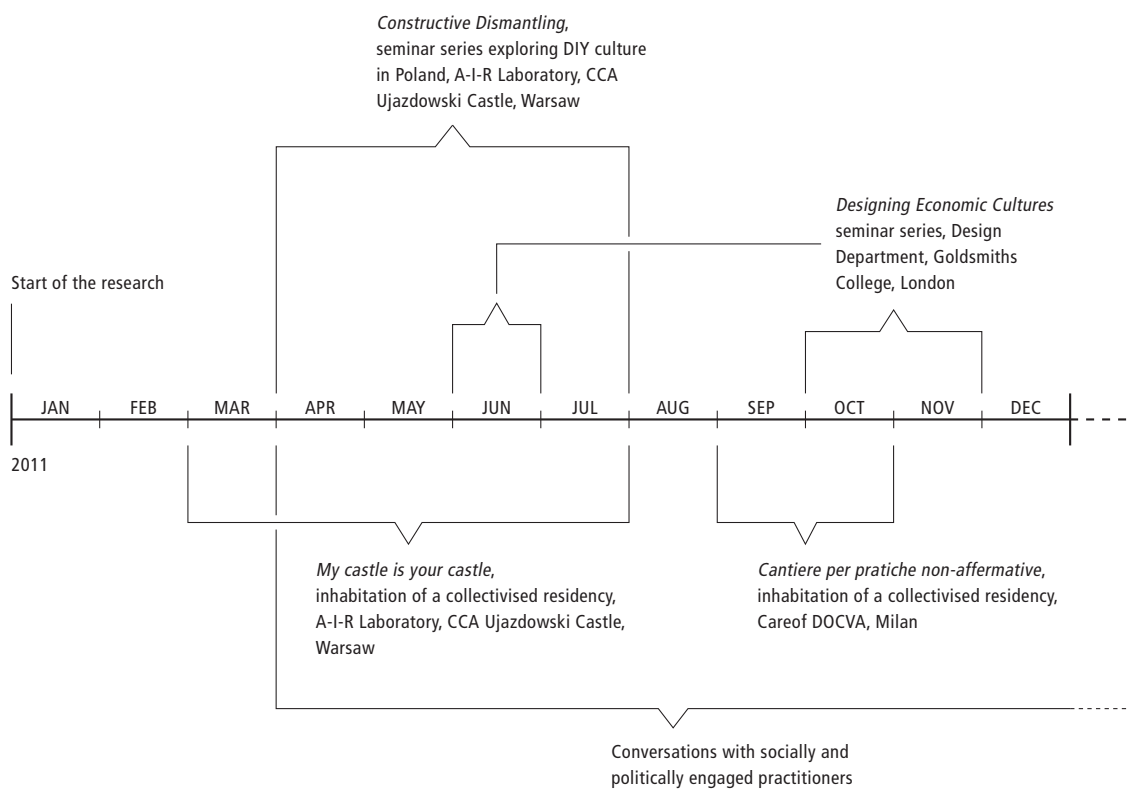 Constructive Dismantling,
seminar series exploring DIY culture
in Poland, A-I-R Laboratory, CCA
Ujazdowski Castle, Warsaw
Designing Economic Cultures
seminar series, Design
Department, Goldsmiths
College, London
Start of the research
JAN FEB MAR APR MAY JUN JUL AUG SEP OCT NOV DEC
2011
My castle is your castle,
inhabitation of a collectivised residency,
A-I-R Laboratory, CCA Ujazdowski Castle,
Warsaw
Cantiere per pratiche non-affermative,
inhabitation of a collectivised residency,
Careof DOCVA, Milan
Conversations with socially and
politically engaged practitioners